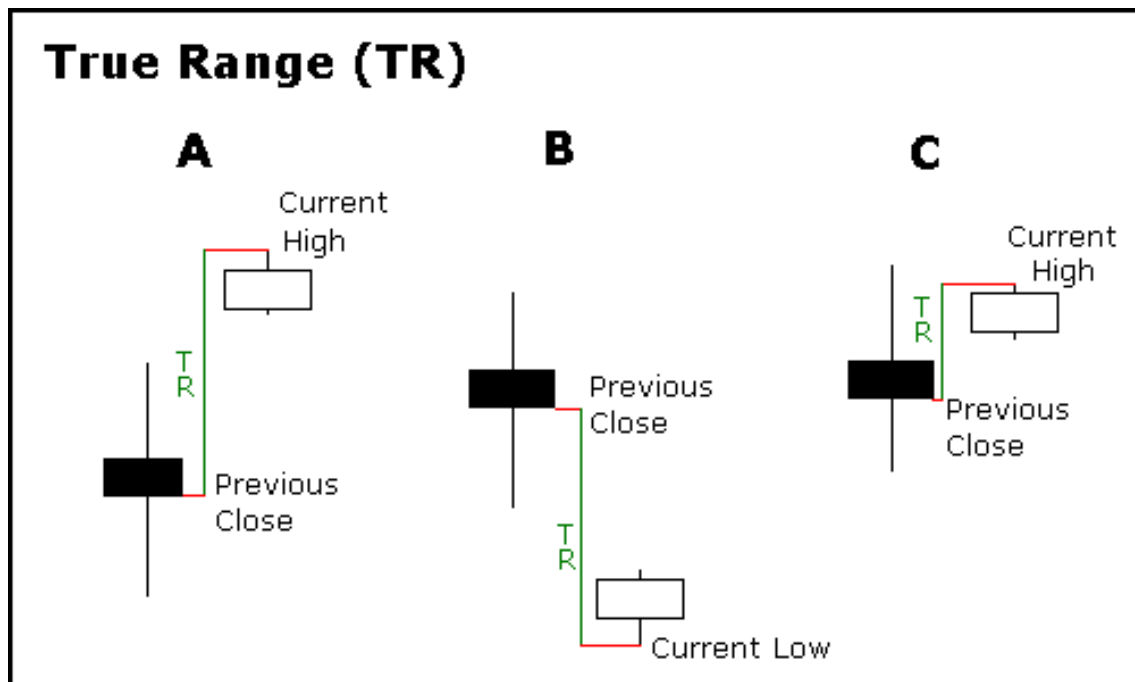 True Range (TR)
A
B
C
Current
High
T
R
Previous
Close
Previous
Close
T
R
Current Low
Current
High
T
R
Previous
Close